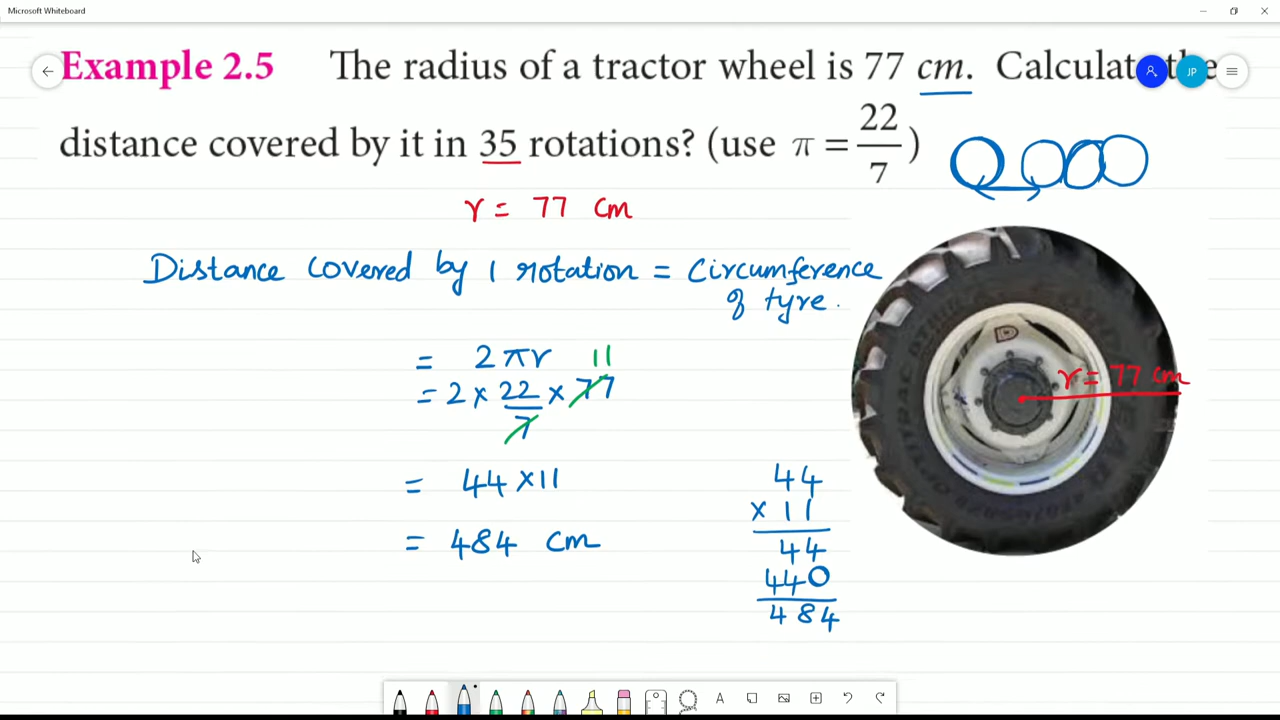 Microsoft Whiteboard
Example 2.5 The radius of a tractor wheel is 77 cm. Calculate the
JP
distance covered by it in 35 rotations? (use π = 22/7)
r = 77 cm
Distance covered by 1 rotation = Circumference
of tyre.
= 2πr 11
= 2 × 22/7 × 77
r = 77 cm
= 44 × 11
= 484 cm
44
× 11
44
440
484